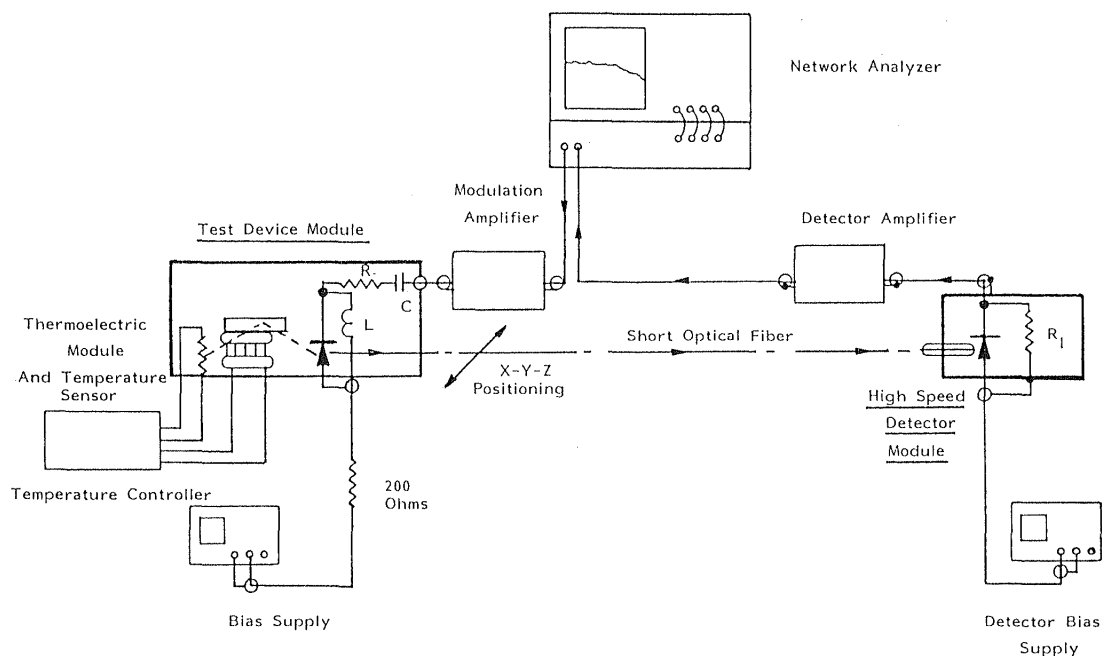 Network Analyzer
Modulation
Amplifier
Test Device Module
Detector Amplifier
R
C
L
Thermoelectric
Module
And Temperature
Sensor
Short Optical Fiber
R1
X-Y-Z
Positioning
High Speed
Detector
Module
Temperature Controller
200
Ohms
Bias Supply
Detector Bias
Supply